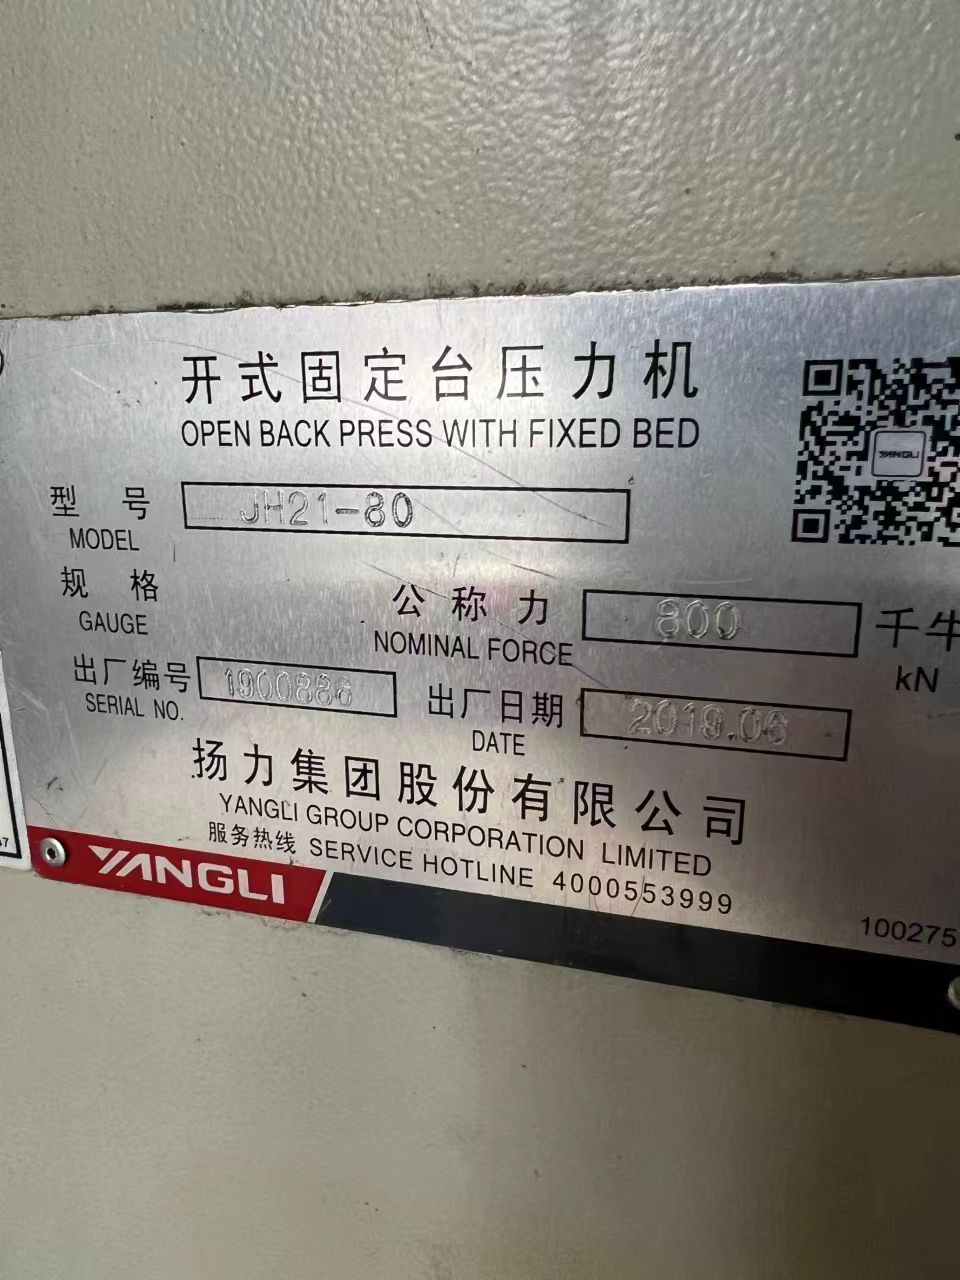 开式固定台压力机
OPEN BACK PRESS WITH FIXED BED
YANGLI
型号 JH21-80
MODEL
规格 公称力 800 千牛
GAUGE NOMINAL FORCE kN
出厂编号 1900886 出厂日期 2019.06
SERIAL NO. DATE
扬力集团股份有限公司
YANGLI GROUP CORPORATION LIMITED
服务热线 SERVICE HOTLINE 4000553999
YANGLI
100275